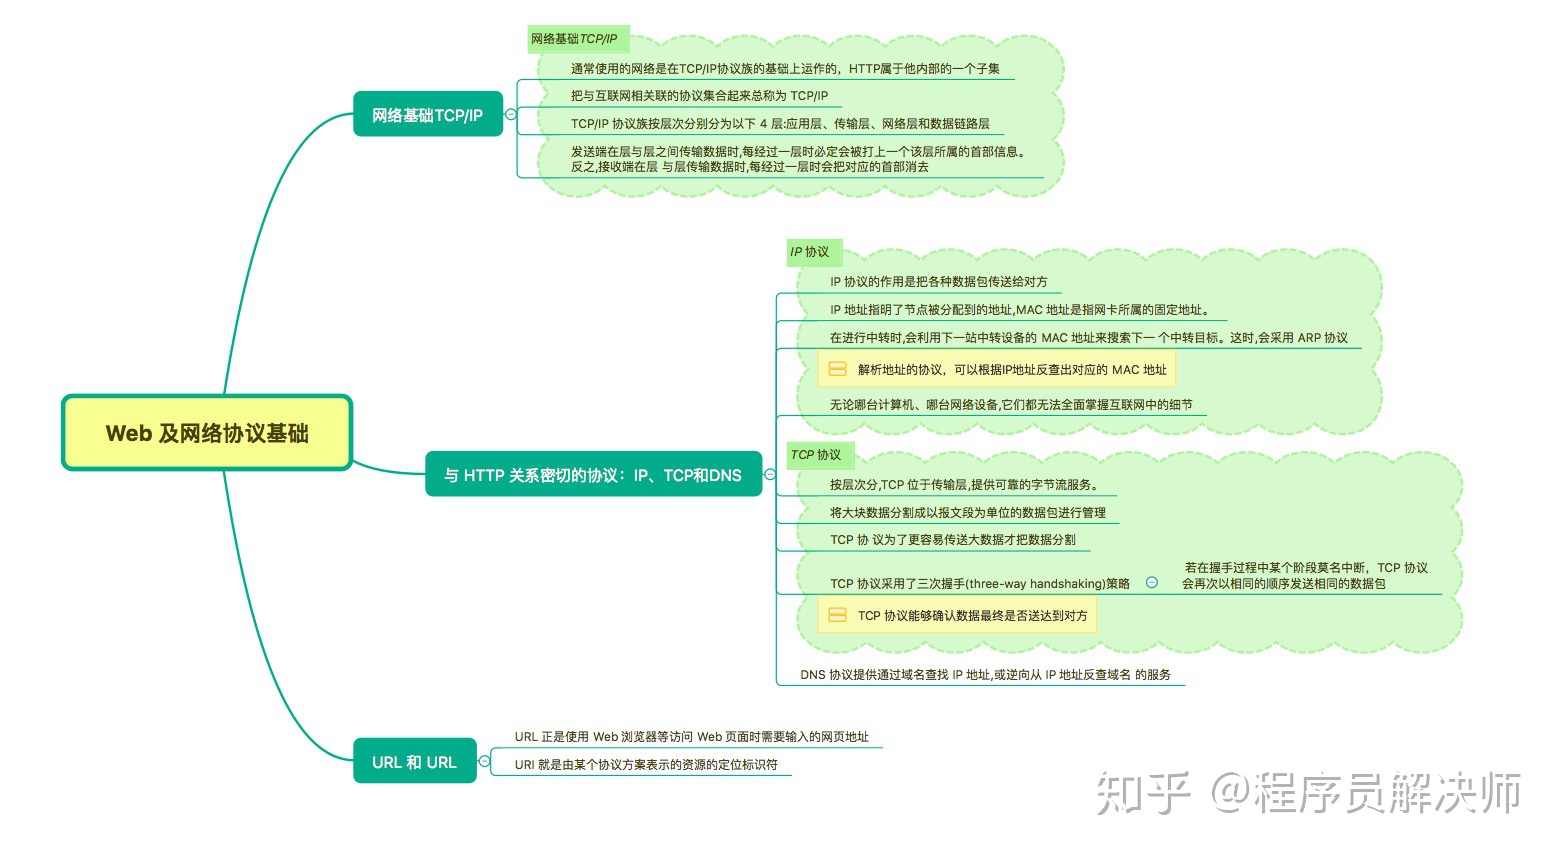 网络基础TCP/IP
通常使用的网络是在TCP/IP协议族的基础上运作的，HTTP属于他内部的一个子集
把与互联网相关联的协议集合起来总称为 TCP/IP
网络基础TCP/IP
TCP/IP 协议族按层次分别分为以下 4 层:应用层、传输层、网络层和数据链路层
发送端在层与层之间传输数据时,每经过一层时必定会被打上一个该层所属的首部信息。
反之,接收端在层 与层传输数据时,每经过一层时会把对应的首部消去
IP 协议
IP 协议的作用是把各种数据包传送给对方
IP 地址指明了节点被分配到的地址,MAC 地址是指网卡所属的固定地址。
在进行中转时,会利用下一站中转设备的 MAC 地址来搜索下一 个中转目标。这时,会采用 ARP 协议
解析地址的协议，可以根据IP地址反查出对应的 MAC 地址
无论哪台计算机、哪台网络设备,它们都无法全面掌握互联网中的细节
Web 及网络协议基础
与 HTTP 关系密切的协议：IP、TCP和DNS
TCP 协议
按层次分,TCP 位于传输层,提供可靠的字节流服务。
将大块数据分割成以报文段为单位的数据包进行管理
TCP 协 议为了更容易传送大数据才把数据分割
TCP 协议采用了三次握手(three-way handshaking)策略
若在握手过程中某个阶段莫名中断，TCP 协议
会再次以相同的顺序发送相同的数据包
TCP 协议能够确认数据最终是否送达到对方
DNS 协议提供通过域名查找 IP 地址,或逆向从 IP 地址反查域名 的服务
URL 和 URL
URL 正是使用 Web 浏览器等访问 Web 页面时需要输入的网页地址
URI 就是由某个协议方案表示的资源的定位标识符
知乎 @程序员解决师